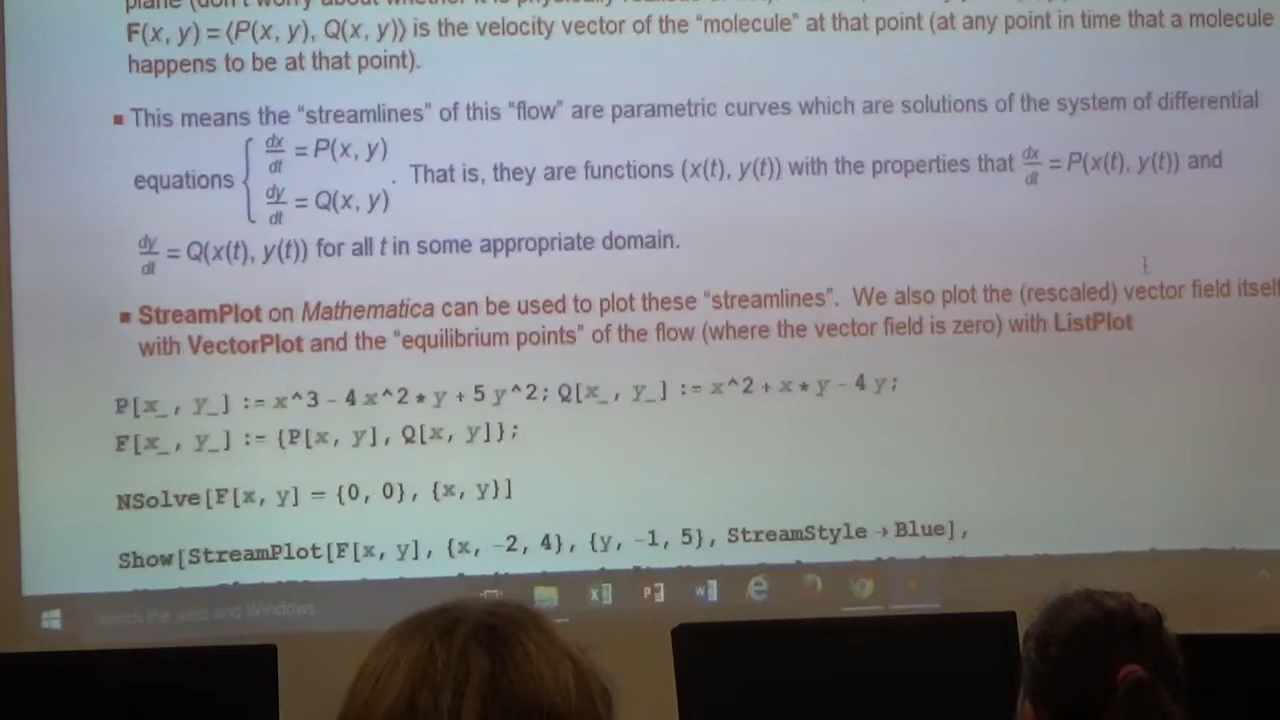 F(x, y) = ⟨P(x, y), Q(x, y)⟩ is the velocity vector of the “molecule” at that point (at any point in time that a molecule
happens to be at that point).
▪ This means the “streamlines” of this “flow” are parametric curves which are solutions of the system of differential
equations { dx/dt = P(x, y)
dy/dt = Q(x, y) . That is, they are functions (x(t), y(t)) with the properties that dx/dt = P(x(t), y(t)) and
dy/dt = Q(x(t), y(t)) for all t in some appropriate domain.
▪ StreamPlot on Mathematica can be used to plot these “streamlines”. We also plot the (rescaled) vector field itself
with VectorPlot and the “equilibrium points” of the flow (where the vector field is zero) with ListPlot
P[x_, y_] := x^3 - 4 x^2 * y + 5 y^2; Q[x_, y_] := x^2 + x * y - 4 y;
F[x_, y_] := {P[x, y], Q[x, y]};
NSolve[F[x, y] == {0, 0}, {x, y}]
Show[StreamPlot[F[x, y], {x, -2, 4}, {y, -1, 5}, StreamStyle → Blue],
Search the web and Windows